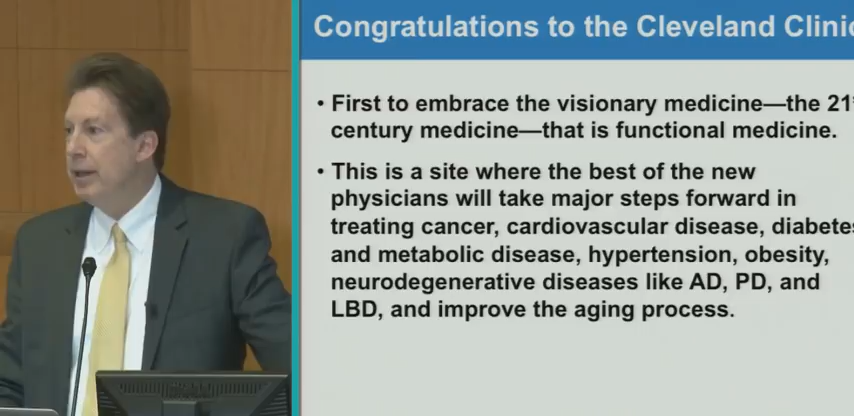 Congratulations to the Cleveland Clinic
• First to embrace the visionary medicine—the 21
century medicine—that is functional medicine.
• This is a site where the best of the new
physicians will take major steps forward in
treating cancer, cardiovascular disease, diabetes
and metabolic disease, hypertension, obesity,
neurodegenerative diseases like AD, PD, and
LBD, and improve the aging process.